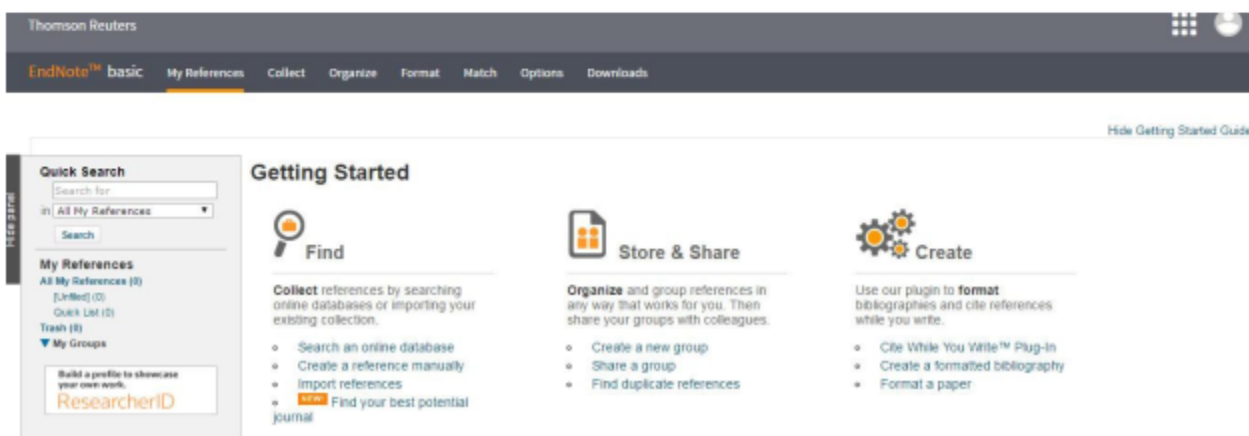 Thomson Reuters
EndNote™ basic My References Collect Organize Format Match Options Downloads
Hide Getting Started Guide
Hide panel
Quick Search
Search for
in All My References
Search
My References
All My References (0)
[Unfiled] (0)
Quick List (0)
Trash (0)
My Groups
Build a profile to showcase
your own work.
ResearcherID
Getting Started
Find
Collect references by searching
online databases or importing your
existing collection.
Search an online database
Create a reference manually
Import references
NEW! Find your best potential
journal
Store & Share
Organize and group references in
any way that works for you. Then
share your groups with colleagues.
Create a new group
Share a group
Find duplicate references
Create
Use our plugin to format
bibliographies and cite references
while you write.
Cite While You Write™ Plug-In
Create a formatted bibliography
Format a paper